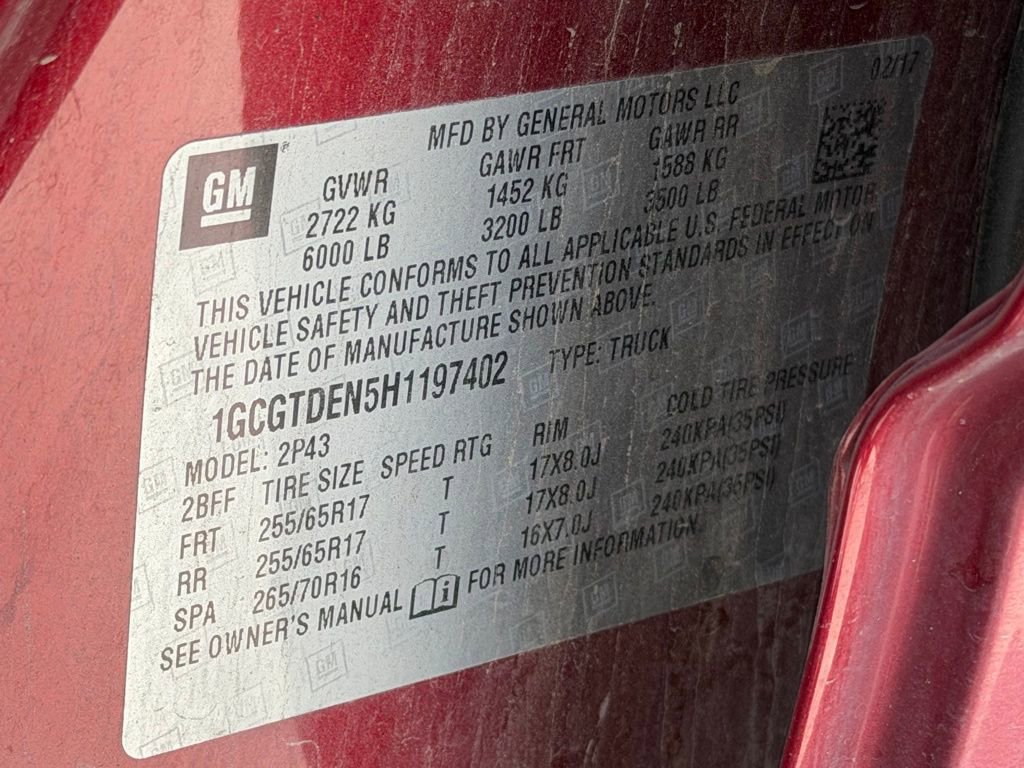 02/17
MFD BY GENERAL MOTORS LLC
GM
GVWR GAWR FRT GAWR RR
2722 KG 1452 KG 1588 KG
6000 LB 3200 LB 3500 LB
THIS VEHICLE CONFORMS TO ALL APPLICABLE U.S. FEDERAL MOTOR
VEHICLE SAFETY AND THEFT PREVENTION STANDARDS IN EFFECT ON
THE DATE OF MANUFACTURE SHOWN ABOVE.
1GCGTDEN5H1197402 TYPE: TRUCK
MODEL: 2P43
2BFF TIRE SIZE SPEED RTG RIM COLD TIRE PRESSURE
FRT 255/65R17 T 17X8.0J 240KPA(35PSI)
RR 255/65R17 T 17X8.0J 240KPA(35PSI)
SPA 265/70R16 T 16X7.0J 240KPA(35PSI)
SEE OWNER'S MANUAL i FOR MORE INFORMATION.